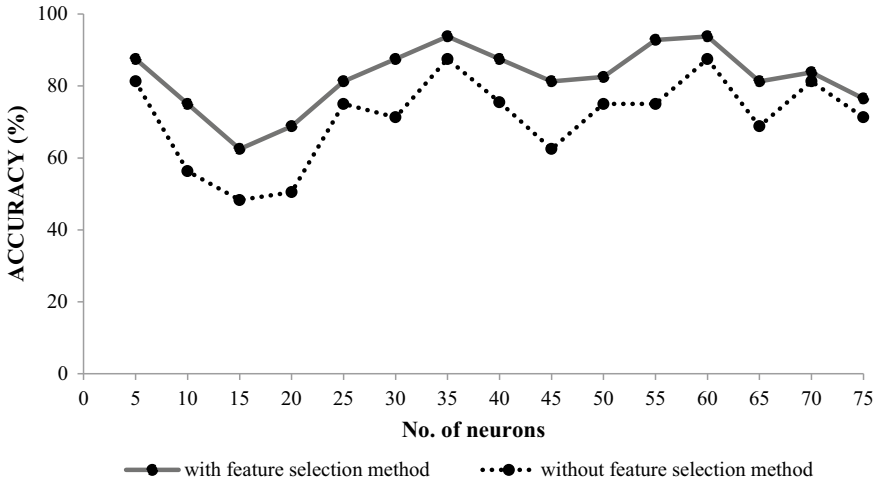 100
80
60
40
20
0
ACCURACY (%)
0 5 10 15 20 25 30 35 40 45 50 55 60 65 70 75
No. of neurons
with feature selection method without feature selection method